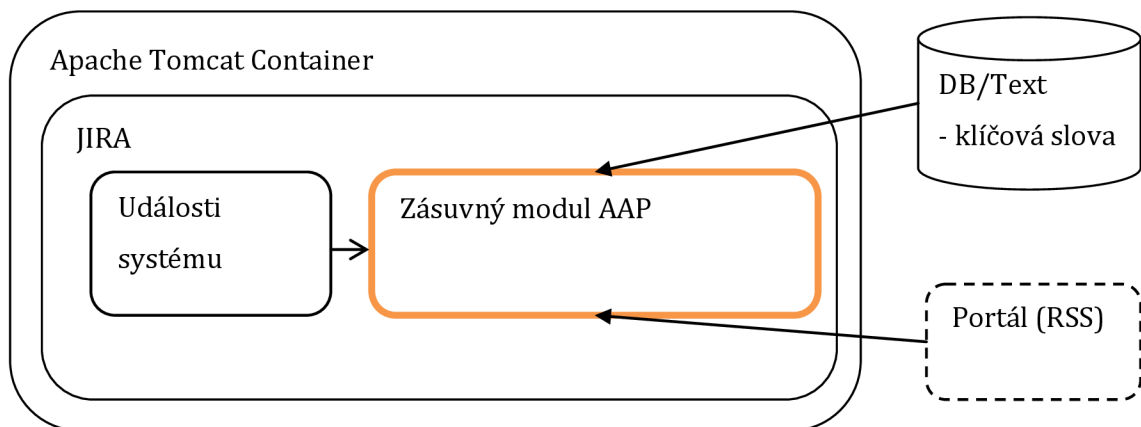 Apache Tomcat Container
JIRA
Události
systému
Zásuvný modul AAP
DB/Text
- klíčová slova
Portál (RSS)